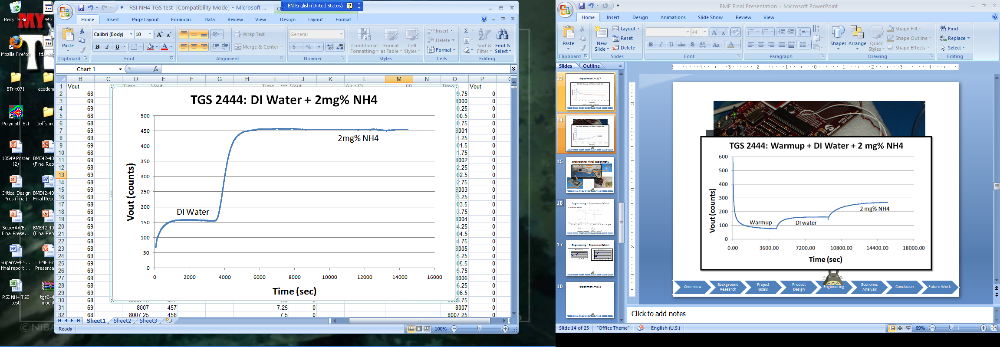 Recycle Bin
443
MY
Mozilla Firefox
BTrix071
academ
Polymath 5.1
Jeffs mu
18549 Poster (2)
BME42-40 (Final Rep
Critical Design Pres (final)
BME42-40 Final Repo
SuperAWE... Final Prese...
BME42-40 (Final Rep
SuperAWES... final report ...
BME Fin Presenta
RSI NH4 TGS test
tgs244 moun
RSI NH4 TGS test [Compatibility Mode] - Microsoft ...
EN English (United States)
Home Insert Page Layout Formulas Data Review View Design Layout Format
Calibri (Body) 10
Wrap Text
General
Paste
B I U
Merge & Center
$ % ,
Conditional Formatting
Format as Table
Cell Styles
Insert
Delete
Format
Sort & Filter
Find & Select
Clipboard Font Alignment Number Styles Cells Editing
Chart 1
fx
B C D E F G H I J K L M N O P
1 Vout Time Vout Time Vout Air->DI 60 Time Vout
2 68 9.75 0
3 69 8000 0
4 69 0.25 0
5 68 00.5 0
6 68 0.75 0
7 69 8001 0
8 68 1.25 0
9 69 01.5 0
10 68 1.75 0
11 69 8002 0
12 68 2.25 0
13 69 02.5 0
14 68 2.75 0
15 69 8003 0
16 69 3.25 0
17 69 03.5 0
18 68 3.75 0
19 69 8004 0
20 69 4.25 0
21 69 04.5 0
22 68 4.75 0
23 68 8005 0
24 68 5.25 0
25 69 05.5 0
26 69 5.75 0
27 69 8006 0
28 68 6.25 0
29 68 06.5 0
30 68 6.75 0
31 69 8007 457 7.25 0 8007 0
32 68 8007.25 456 7.5 0 8007.25 0
TGS 2444: DI Water + 2mg% NH4
500
450
400
350
300
250
200
150
100
50
0
2mg% NH4
DI Water
Vout (counts)
0 2000 4000 6000 8000 10000 12000 14000 16000
Time (sec)
Sheet1 Sheet2 Sheet3
Ready
100%
©NIBA
BME Final Presentation - Microsoft PowerPoint
Home Insert Design Animations Slide Show Review View
Paste
New Slide
Layout
Reset
Delete
44
B I U abc S AV Aa A
Shapes Arrange
Quick Styles
Shape Fill
Shape Outline
Shape Effects
Find
Replace
Select
Clipboard Slides Font Paragraph Drawing Editing
Slides Outline
13
Experiment – 3/7
14
15
Engineering: Final Experiment
16
Engineering – Experimentation
17
Engineering – Experimentation
18
TGS 2444: Warmup + DI Water + 2 mg% NH4
600
500
400
300
200
100
0
Vout (counts)
Warmup
DI water
2 mg% NH4
0.00 3600.00 7200.00 10800.00 14400.00 18000.00
Time (sec)
Overview
Background Research
Project Goals
Product Design
Engineering
Economic Analysis
Conclusion
Future Work
Click to add notes
Slide 14 of 25
"Office Theme"
English (U.S.)
69%